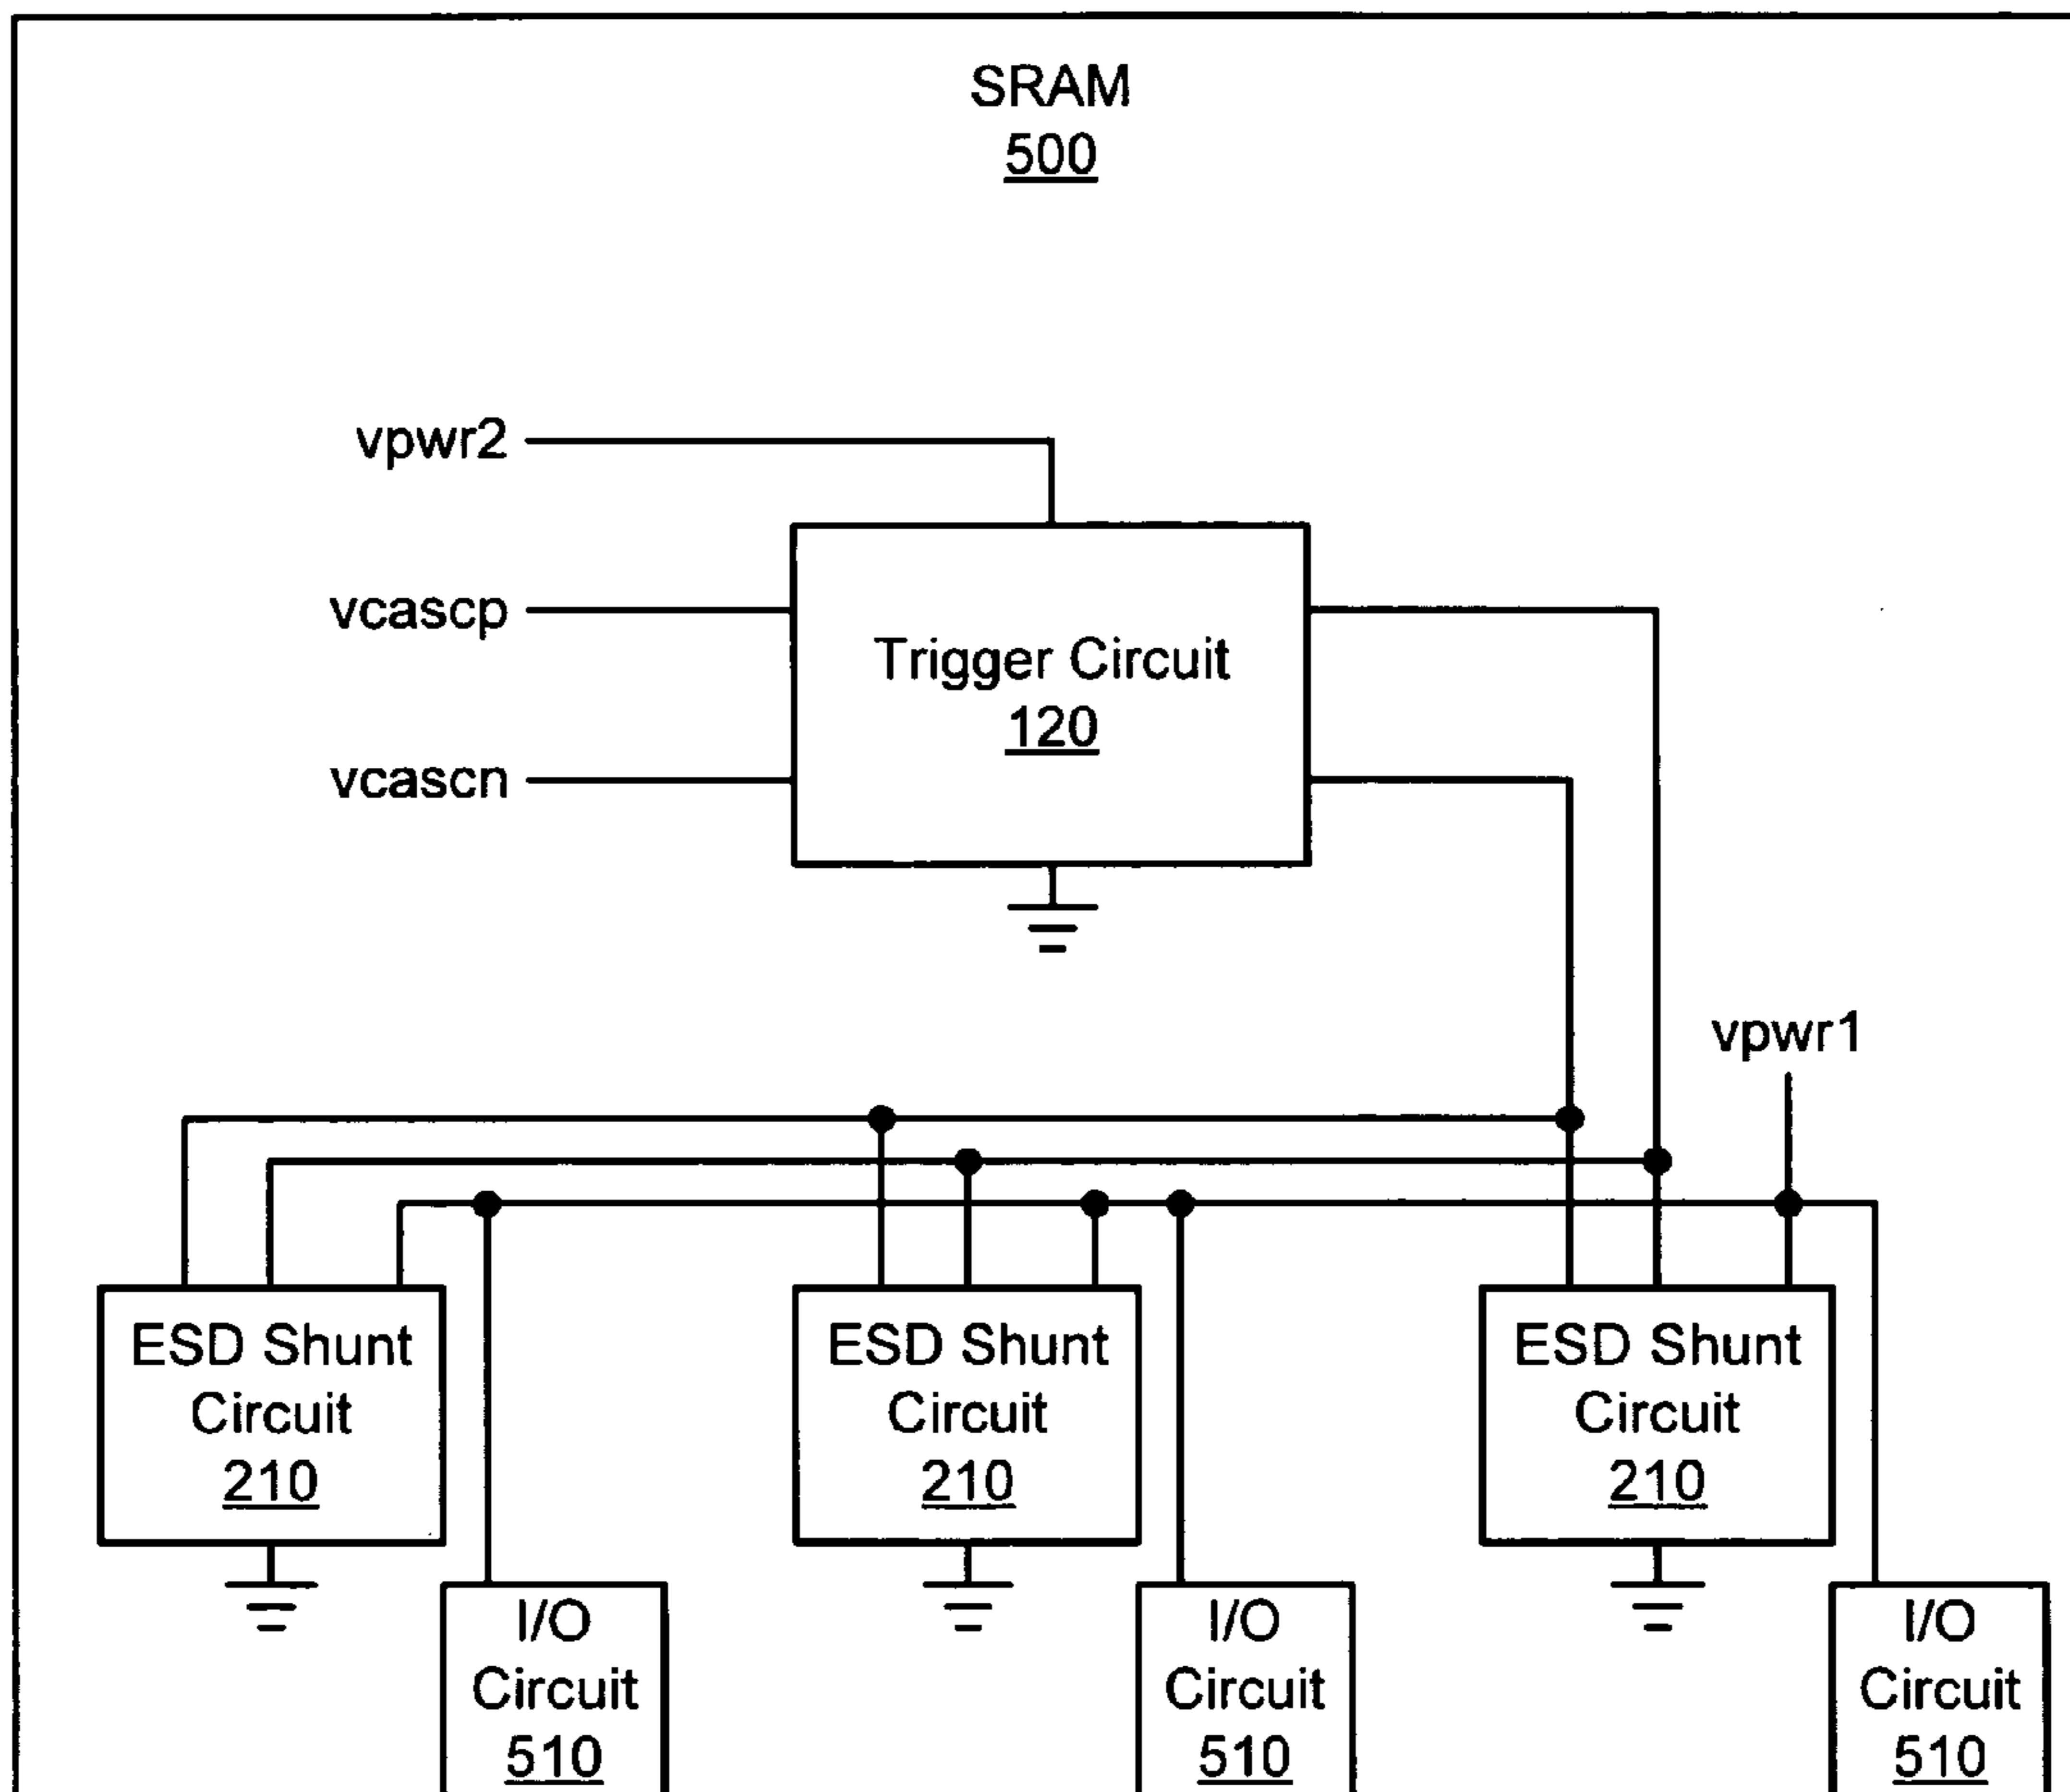 SRAM
500
vpwr2
vcascp
Trigger Circuit
120
vcascn
vpwr1
ESD Shunt
Circuit
210
ESD Shunt
Circuit
210
ESD Shunt
Circuit
210
I/O
Circuit
510
I/O
Circuit
510
I/O
Circuit
510